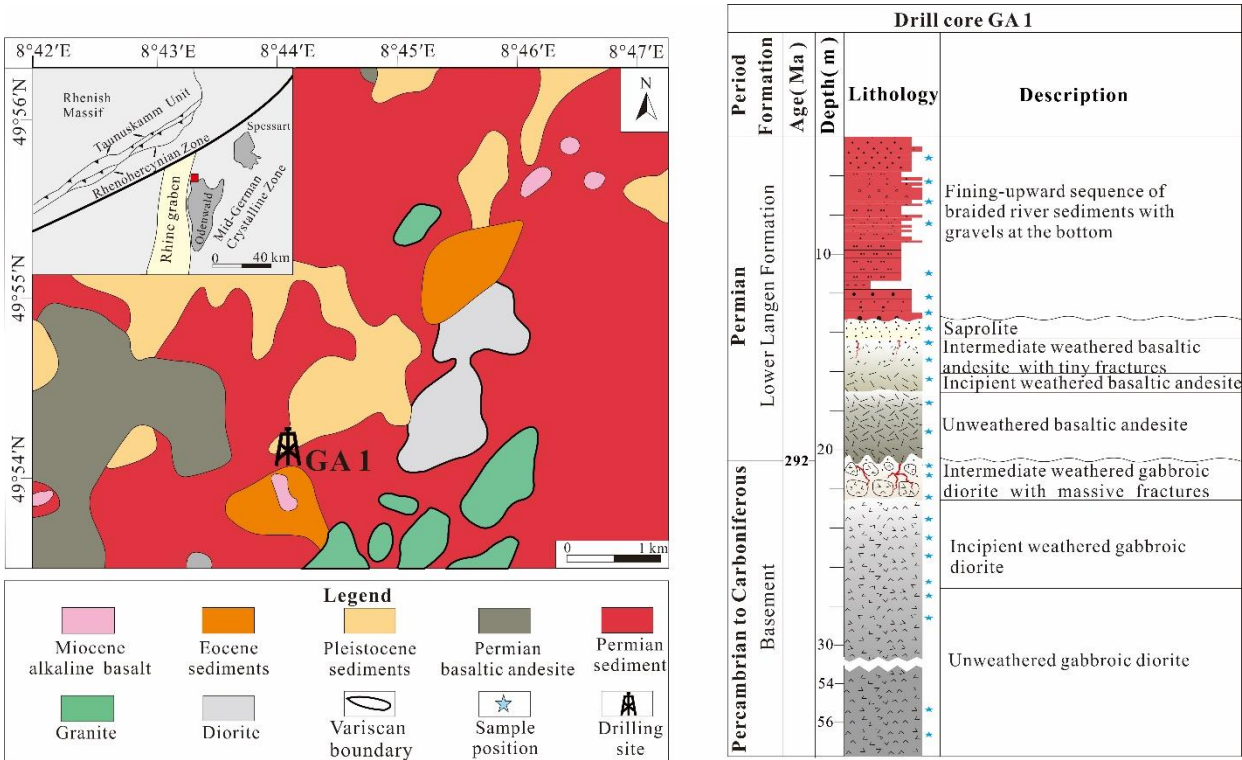 8°42′E 8°43′E 8°44′E 8°45′E 8°46′E 8°47′E
49°56′N
49°55′N
49°54′N
Rhenish
Massif
Taunuskamm Unit
Rhenohercynian Zone
Spessart
Rhine graben
Odenwald
Mid-German
Crystalline Zone
0 40 km
N
GA 1
0 1 km
Legend
Miocene
alkaline basalt
Eocene
sediments
Pleistocene
sediments
Permian
basaltic andesite
Permian
sediment
Granite
Diorite
Variscan
boundary
Sample
position
Drilling
site
Drill core GA 1
Period
Formation
Age( Ma)
Depth( m)
Lithology
Description
Permian
Lower Langen Formation
Percambrian to Carboniferous
Basement
292
10
20
30
54
56
Fining-upward sequence of
braided river sediments with
gravels at the bottom
Saprolite
Intermediate weathered basaltic
andesite with tiny fractures
Incipient weathered basaltic andesite
Unweathered basaltic andesite
Intermediate weathered gabbroic
diorite with massive fractures
Incipient weathered gabbroic
diorite
Unweathered gabbroic diorite